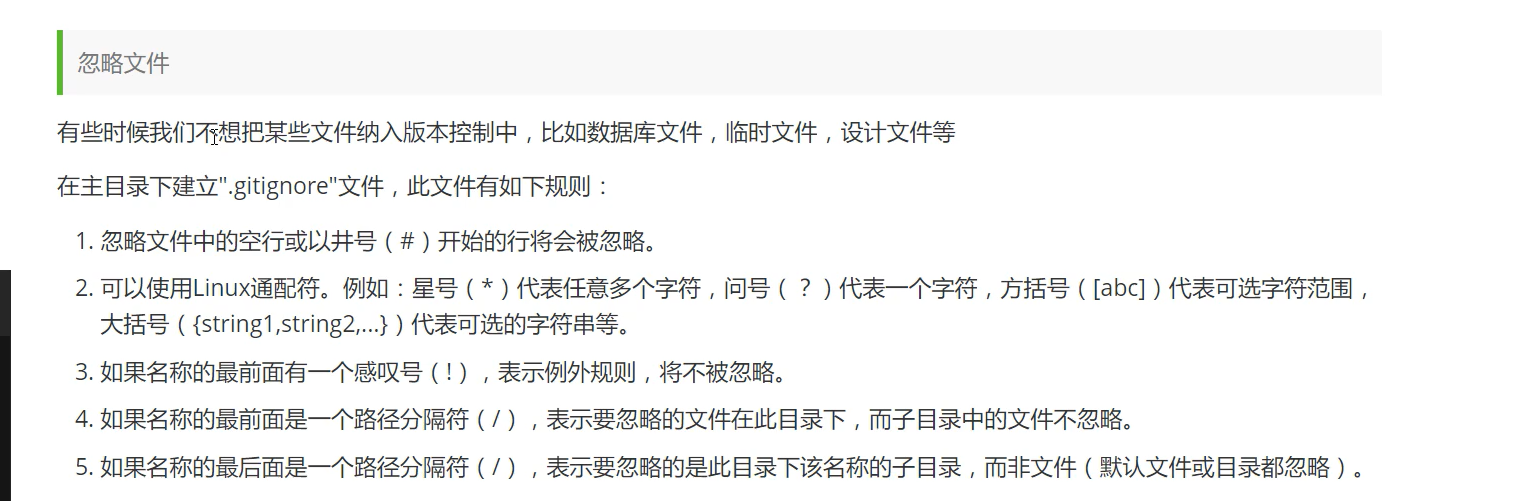 忽略文件
有些时候我们不想把某些文件纳入版本控制中，比如数据库文件，临时文件，设计文件等
在主目录下建立".gitignore"文件，此文件有如下规则：
1. 忽略文件中的空行或以井号（#）开始的行将会被忽略。
2. 可以使用Linux通配符。例如：星号（*）代表任意多个字符，问号（？）代表一个字符，方括号（[abc]）代表可选字符范围，
大括号（{string1,string2,...}）代表可选的字符串等。
3. 如果名称的最前面有一个感叹号（!），表示例外规则，将不被忽略。
4. 如果名称的最前面是一个路径分隔符（/），表示要忽略的文件在此目录下，而子目录中的文件不忽略。
5. 如果名称的最后面是一个路径分隔符（/），表示要忽略的是此目录下该名称的子目录，而非文件（默认文件或目录都忽略）。